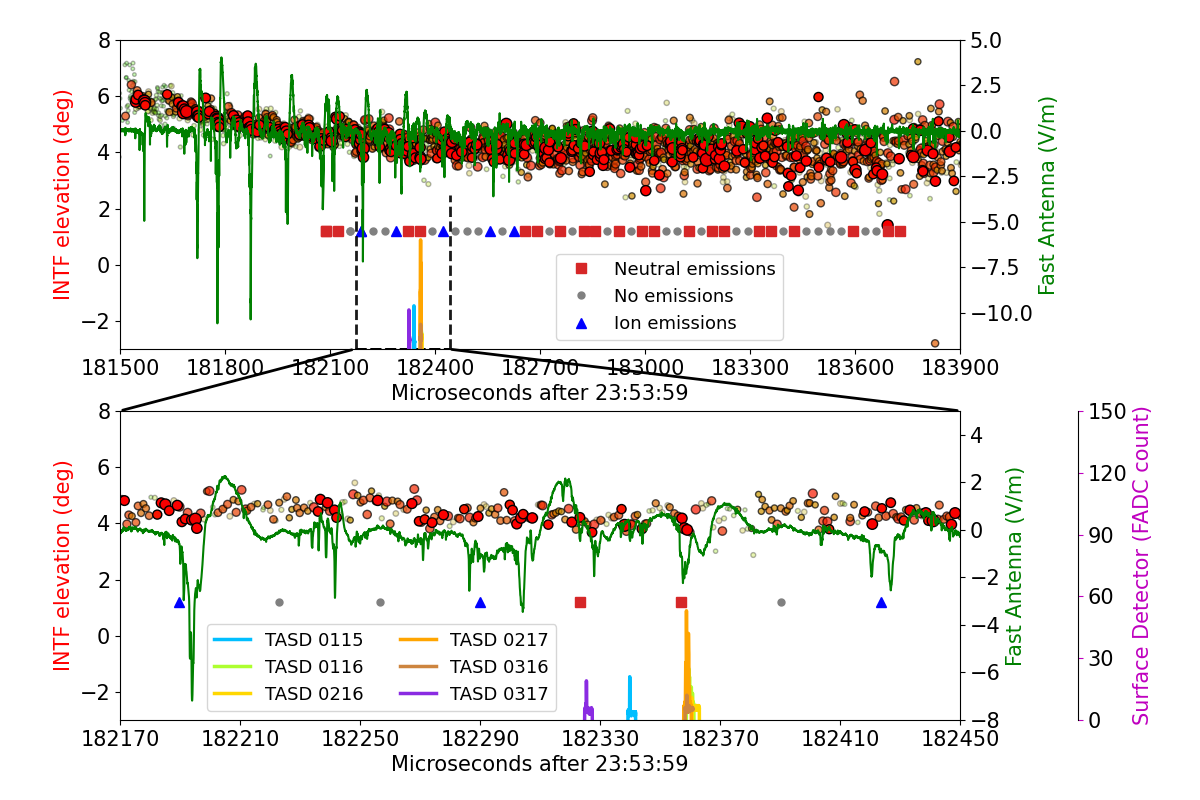 8
6
4
2
0
−2
INTF elevation (deg)
5.0
2.5
0.0
−2.5
−5.0
−7.5
−10.0
Fast Antenna (V/m)
Neutral emissions
No emissions
Ion emissions
181500 181800 182100 182400 182700 183000 183300 183600 183900
Microseconds after 23:53:59
8
6
4
2
0
−2
INTF elevation (deg)
4
2
0
−2
−4
−6
−8
Fast Antenna (V/m)
150
120
90
60
30
0
Surface Detector (FADC count)
TASD 0115 TASD 0217
TASD 0116 TASD 0316
TASD 0216 TASD 0317
182170 182210 182250 182290 182330 182370 182410 182450
Microseconds after 23:53:59